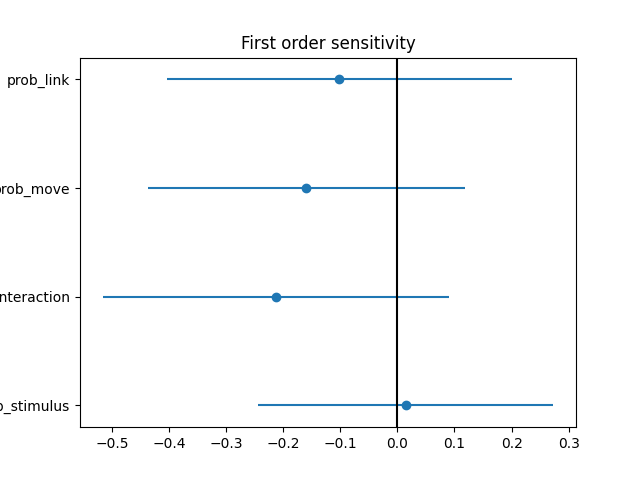 First order sensitivity
prob_link
prob_move
nteraction
o_stimulus
−0.5 −0.4 −0.3 −0.2 −0.1 0.0 0.1 0.2 0.3